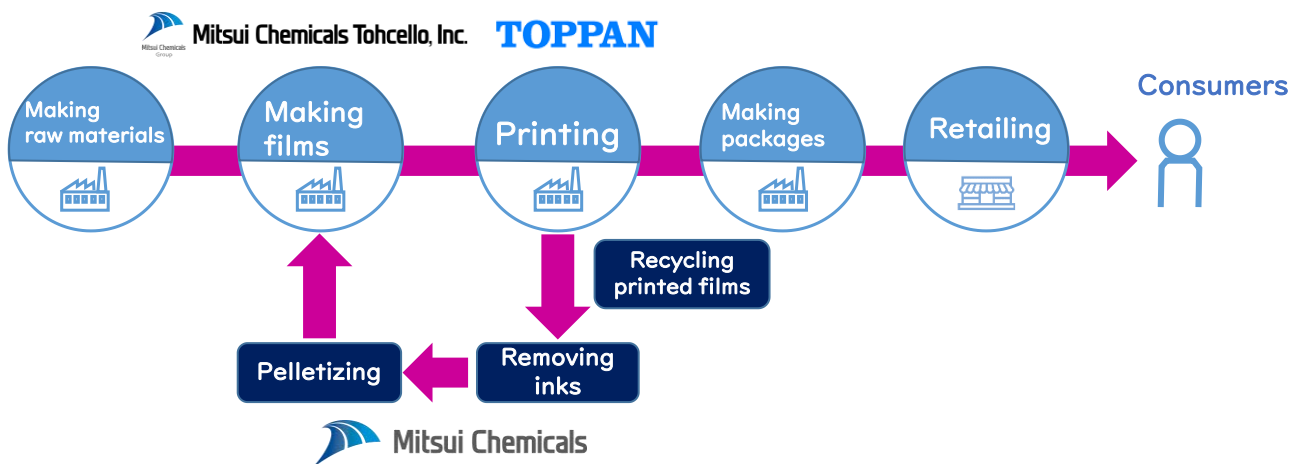 Mitsui Chemicals
Group
Mitsui Chemicals Tohcello, Inc.
TOPPAN
Making
raw materials
Making
films
Printing
Making
packages
Retailing
Consumers
Recycling
printed films
Pelletizing
Removing
inks
Mitsui Chemicals